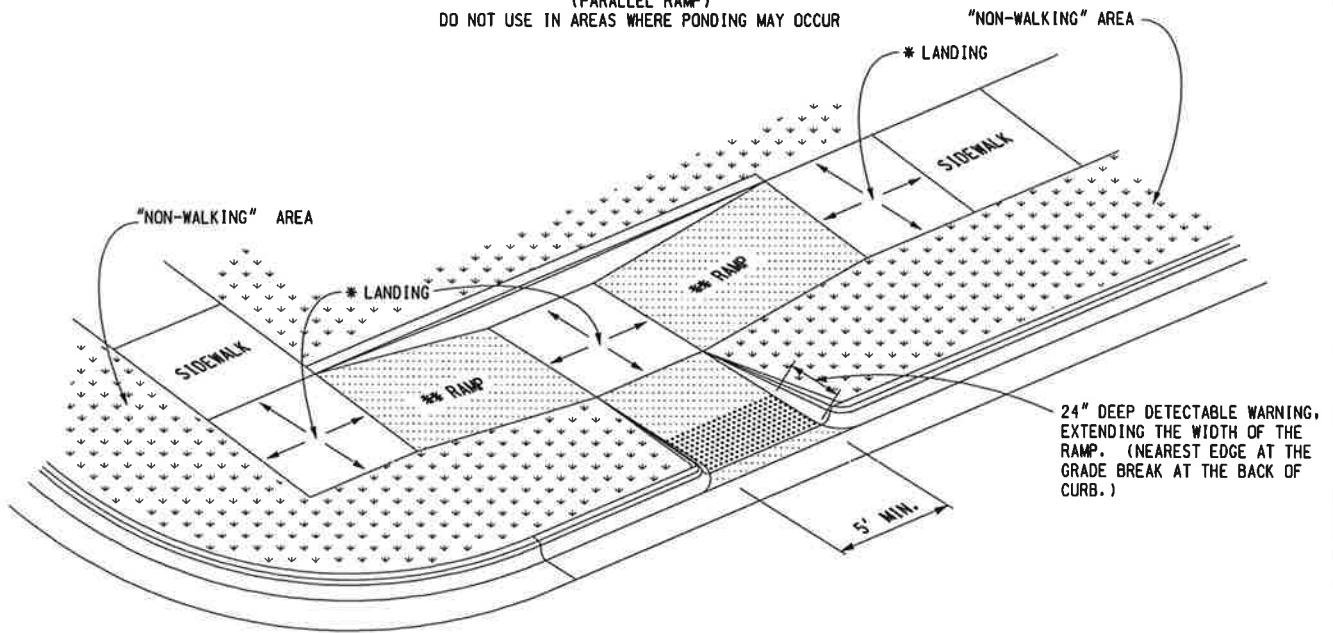 (PARALLEL RAMP)
DO NOT USE IN AREAS WHERE PONDING MAY OCCUR
"NON-WALKING" AREA
* LANDING
SIDEWALK
"NON-WALKING" AREA
** RAMP
* LANDING
SIDEWALK
** RAMP
2'
24" DEEP DETECTABLE WARNING,
EXTENDING THE WIDTH OF THE
RAMP. (NEAREST EDGE AT THE
GRADE BREAK AT THE BACK OF
CURB.)
5' MIN.